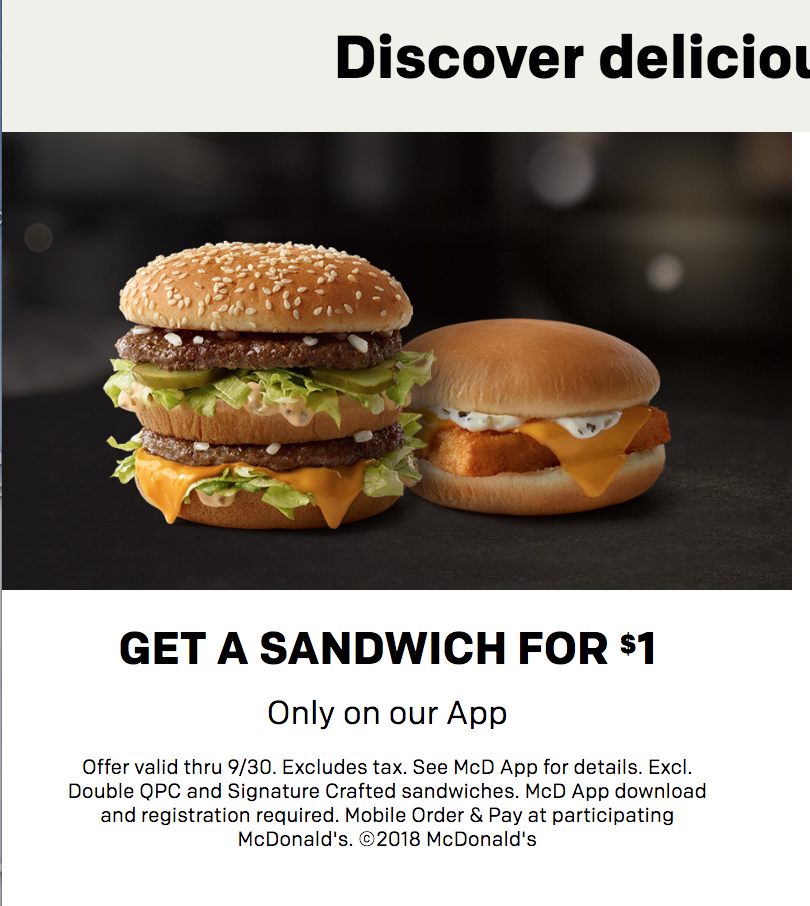 Discover deliciou
GET A SANDWICH FOR $1
Only on our App
Offer valid thru 9/30. Excludes tax. See McD App for details. Excl.
Double QPC and Signature Crafted sandwiches. McD App download
and registration required. Mobile Order & Pay at participating
McDonald's. ©2018 McDonald's